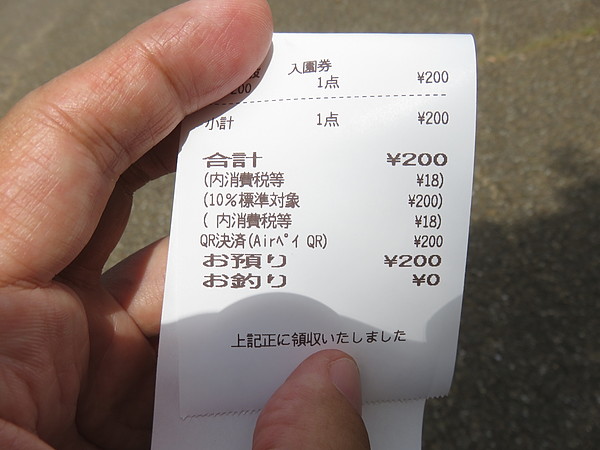 入園券
200 1点 ¥200
小計 1点 ¥200
合計 ¥200
(内消費税等 ¥18)
(10%標準対象 ¥200)
( 内消費税等 ¥18)
QR決済(Airペイ QR) ¥200
お預り ¥200
お釣り ¥0
上記正に領収いたしました